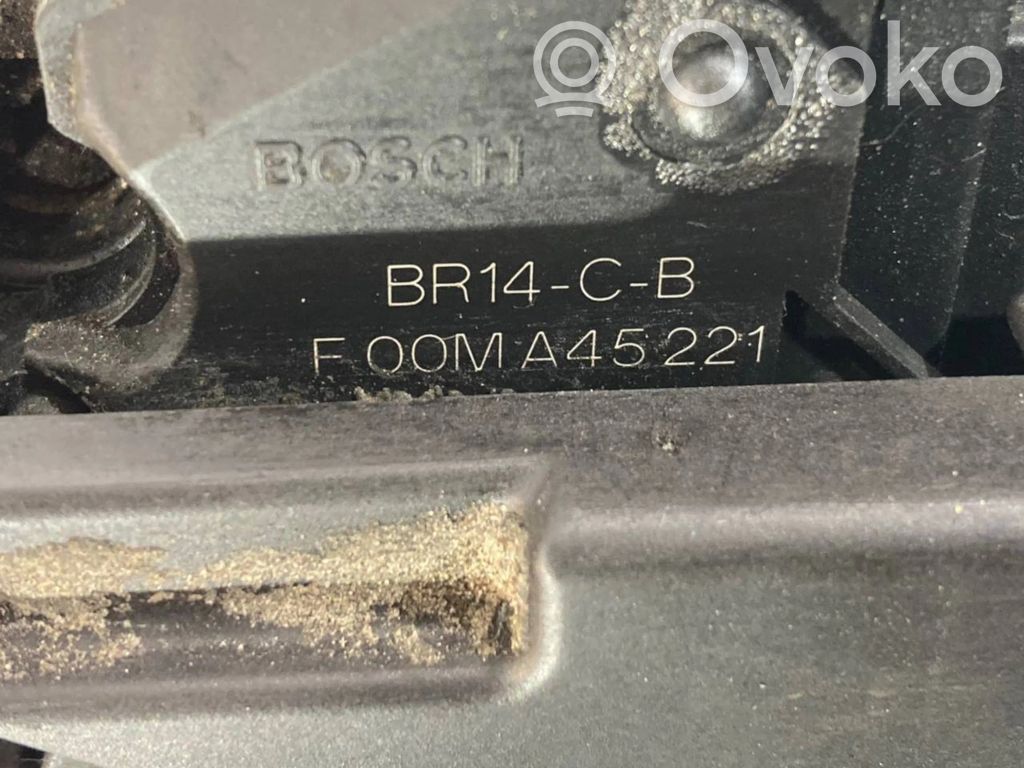 Ovoko
BOSCH
BR14-C-B
F 00M A45 221